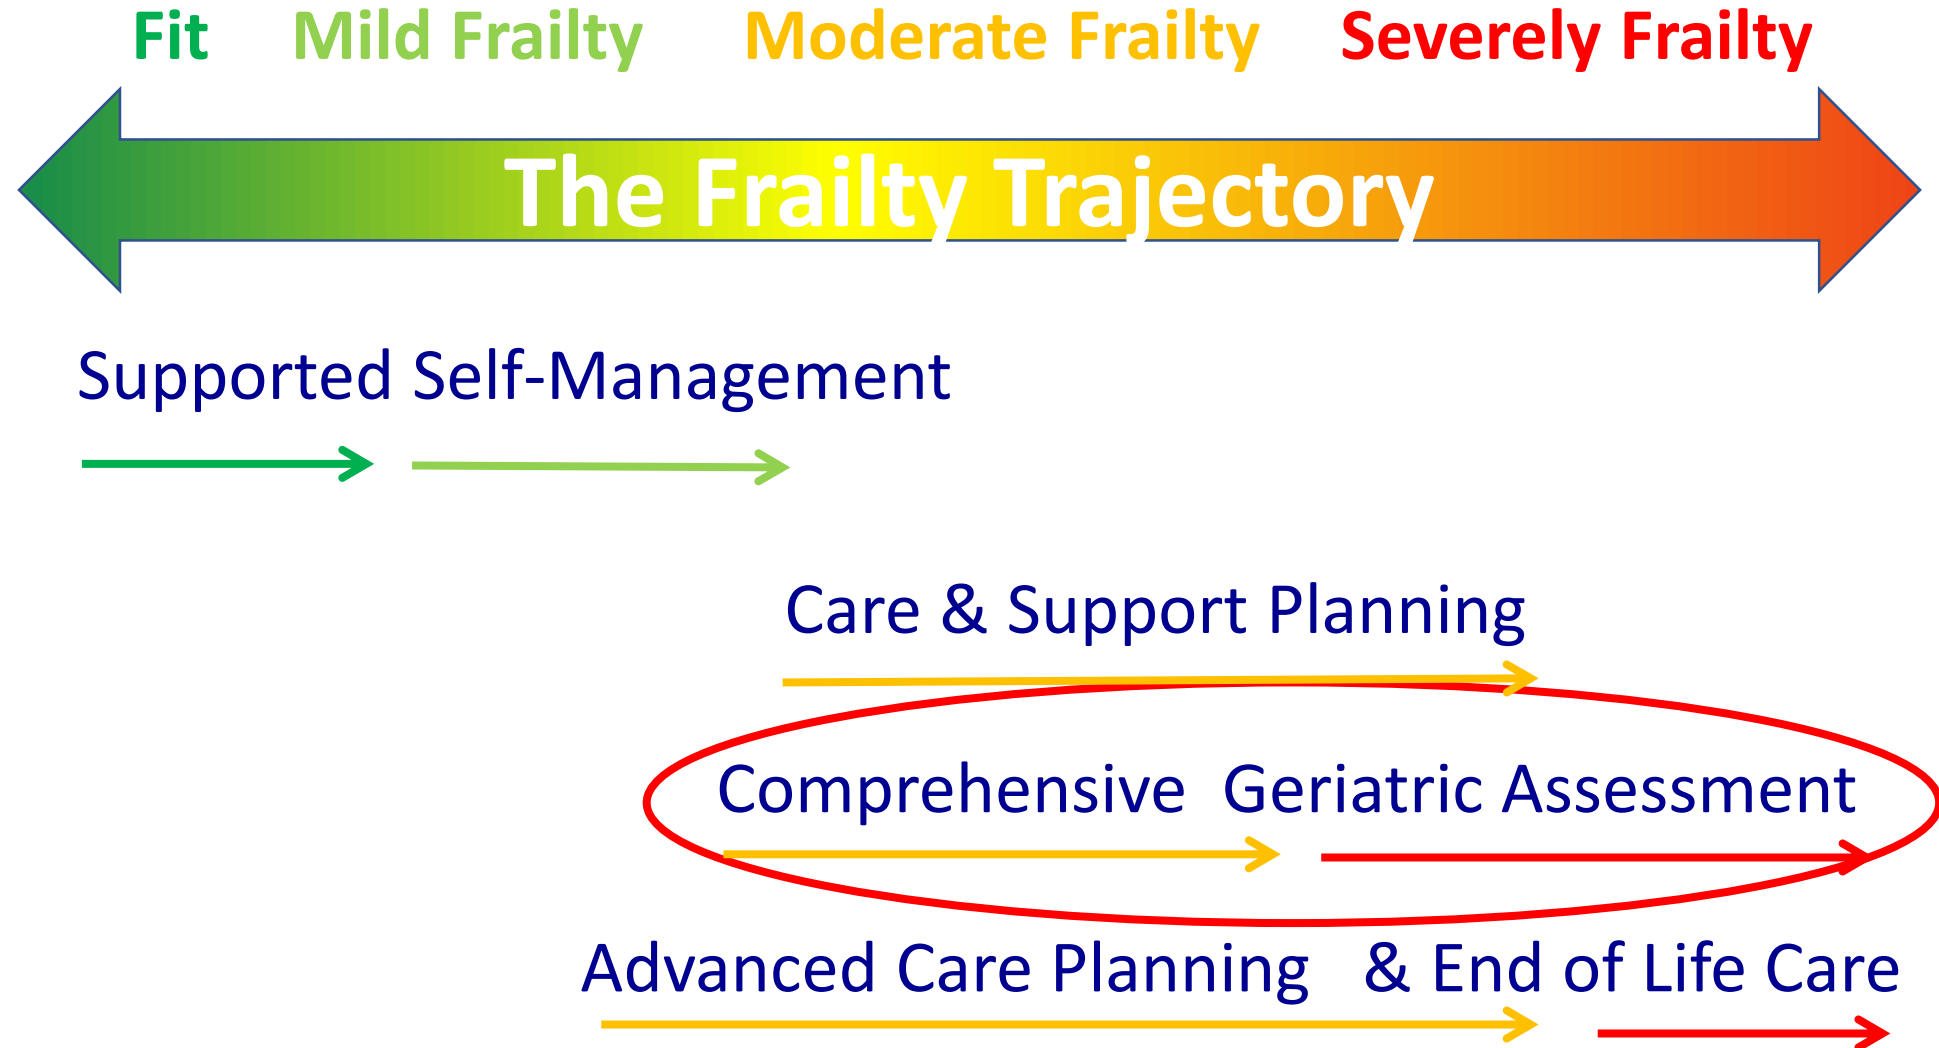 Fit Mild Frailty Moderate Frailty Severely Frailty
The Frailty Trajectory
Supported Self-Management
Care & Support Planning
Comprehensive Geriatric Assessment
Advanced Care Planning & End of Life Care